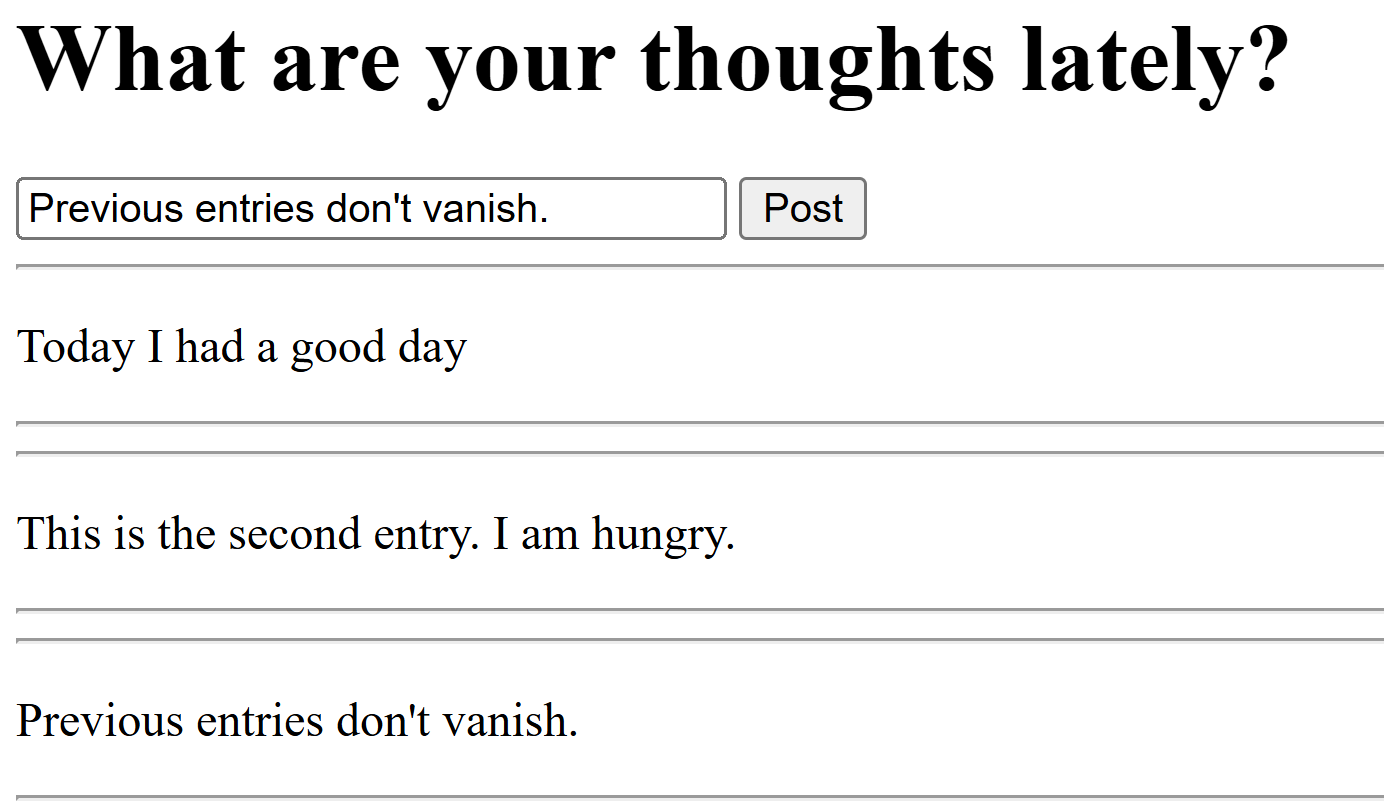 What are your thoughts lately?
Previous entries don't vanish. Post
Today I had a good day
This is the second entry. I am hungry.
Previous entries don't vanish.